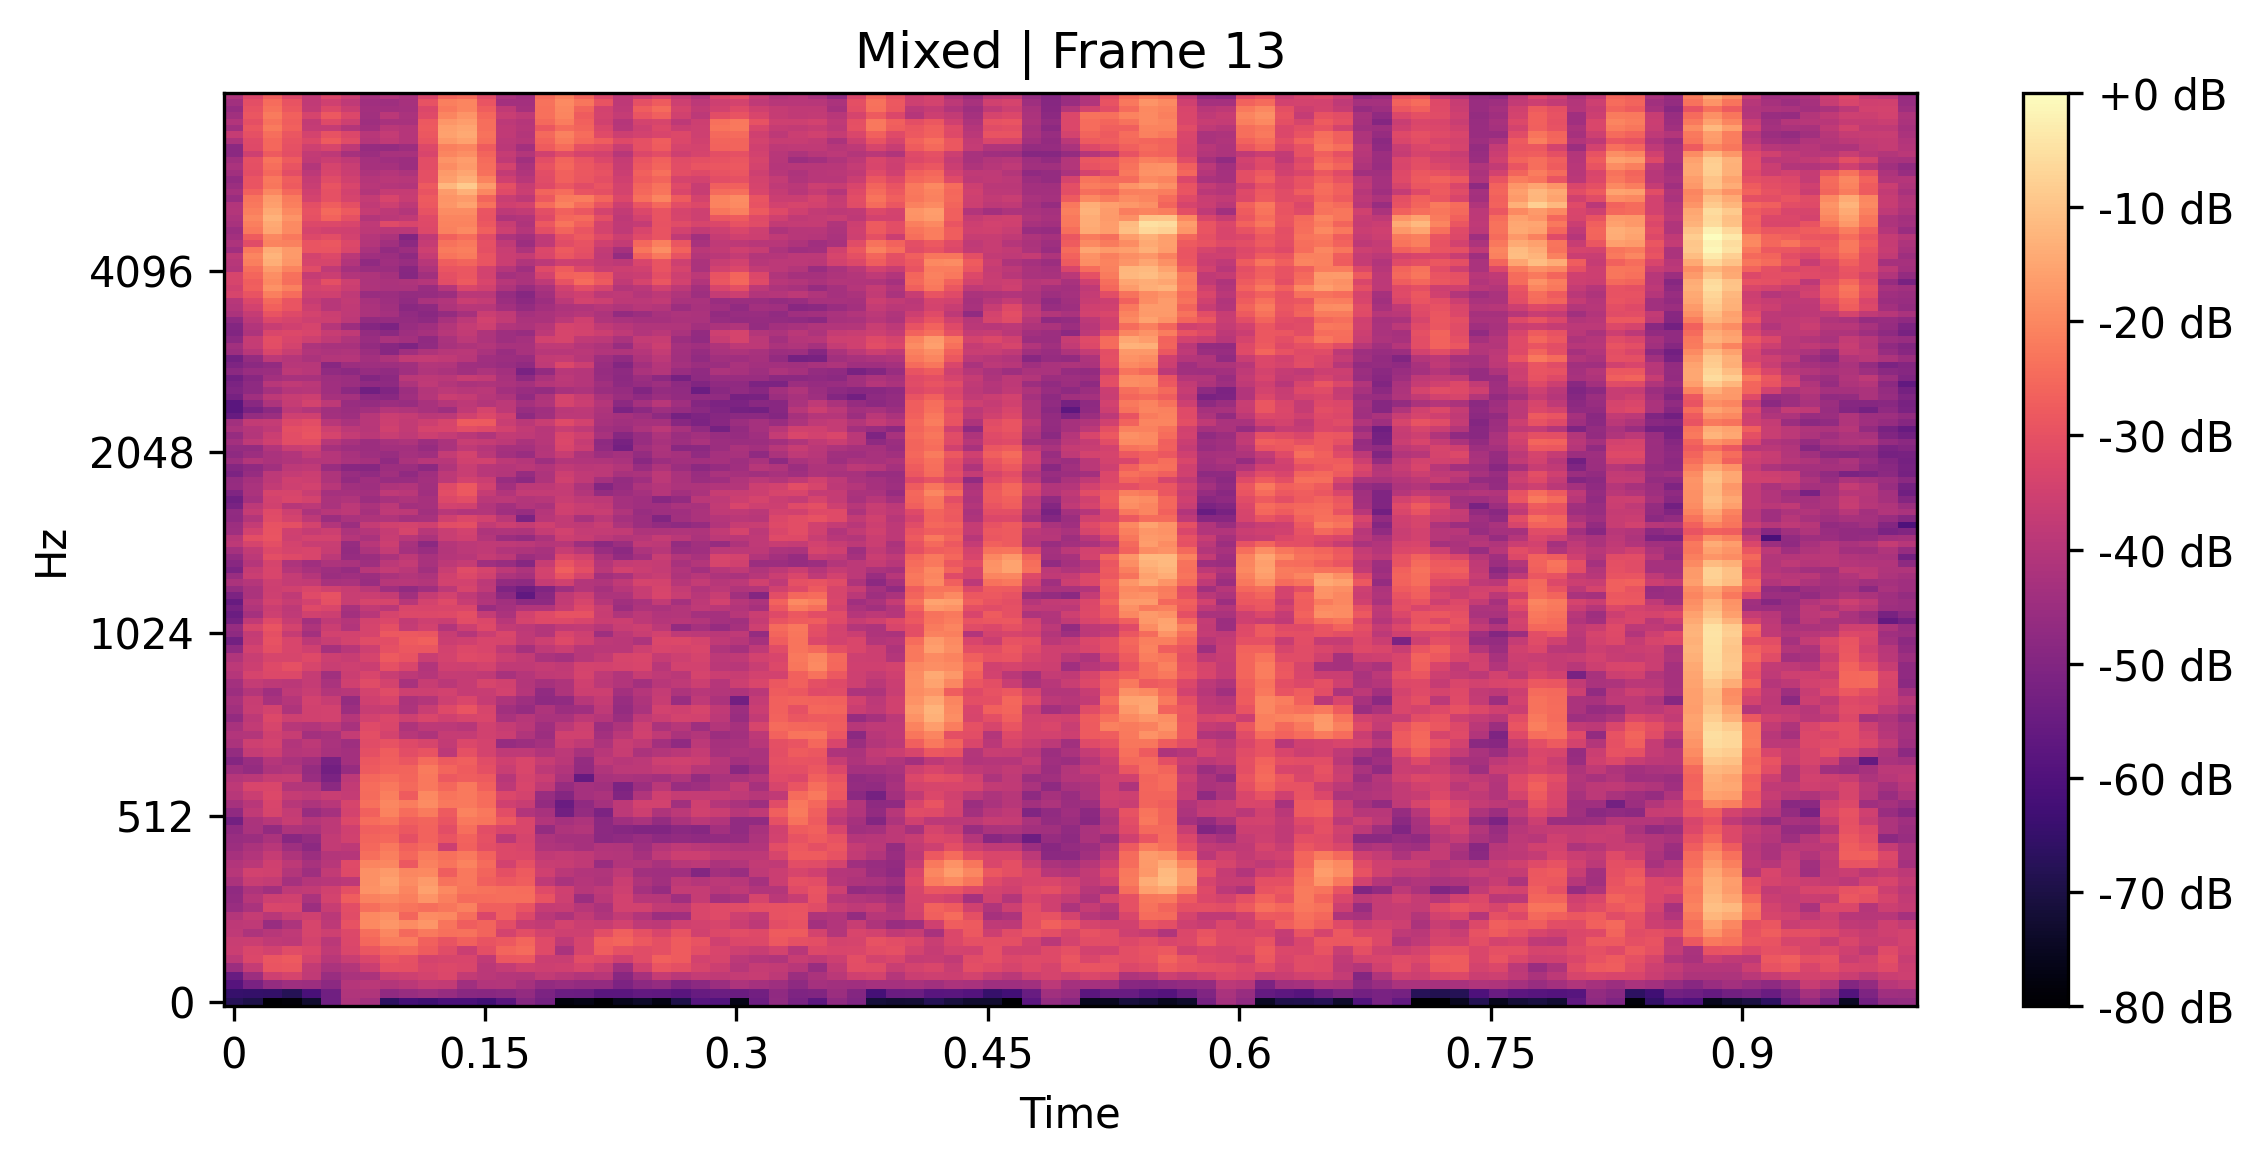 Mixed | Frame 13
Hz
4096
2048
1024
512
0
0 0.15 0.3 0.45 0.6 0.75 0.9
Time
+0 dB
-10 dB
-20 dB
-30 dB
-40 dB
-50 dB
-60 dB
-70 dB
-80 dB